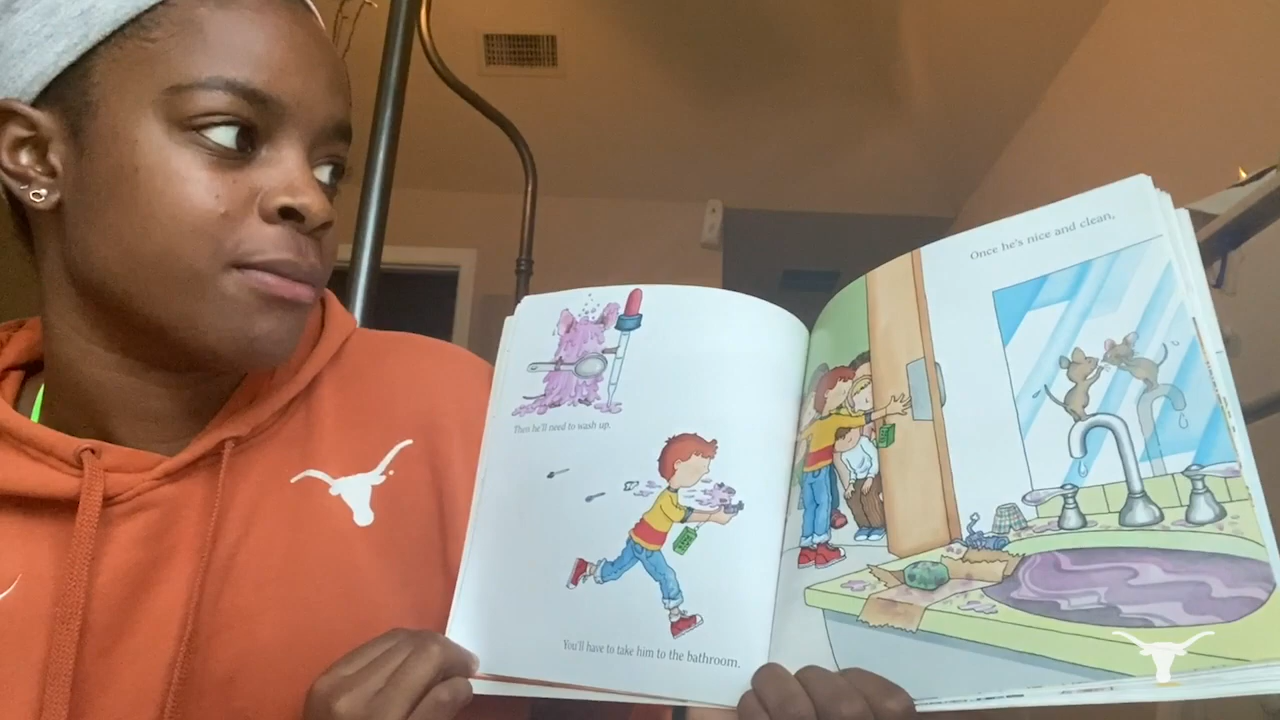 Then he'll need to wash up.
You'll have to take him to the bathroom.
Once he's nice and clean,